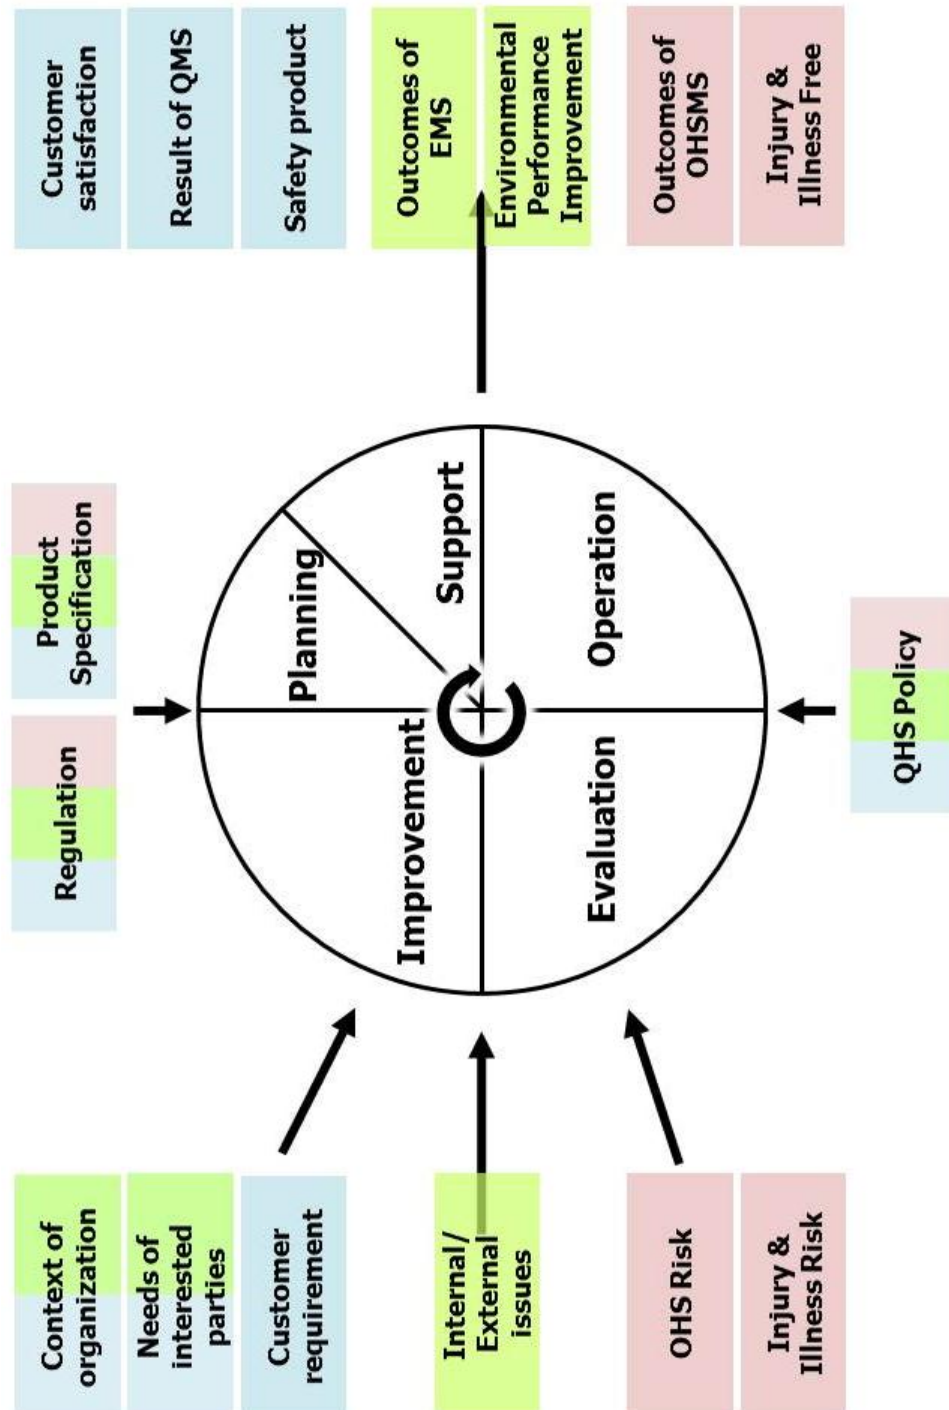 Context of
organization
Needs of
interested
parties
Customer
requirement
Internal/
External
issues
OHS Risk
Injury &
Illness Risk
Regulation
Product
Specification
Improvement
Planning
Support
Evaluation
Operation
QHS Policy
Customer
satisfaction
Result of QMS
Safety product
Outcomes of
EMS
Environmental
Performance
Improvement
Outcomes of
OHSMS
Injury &
Illness Free